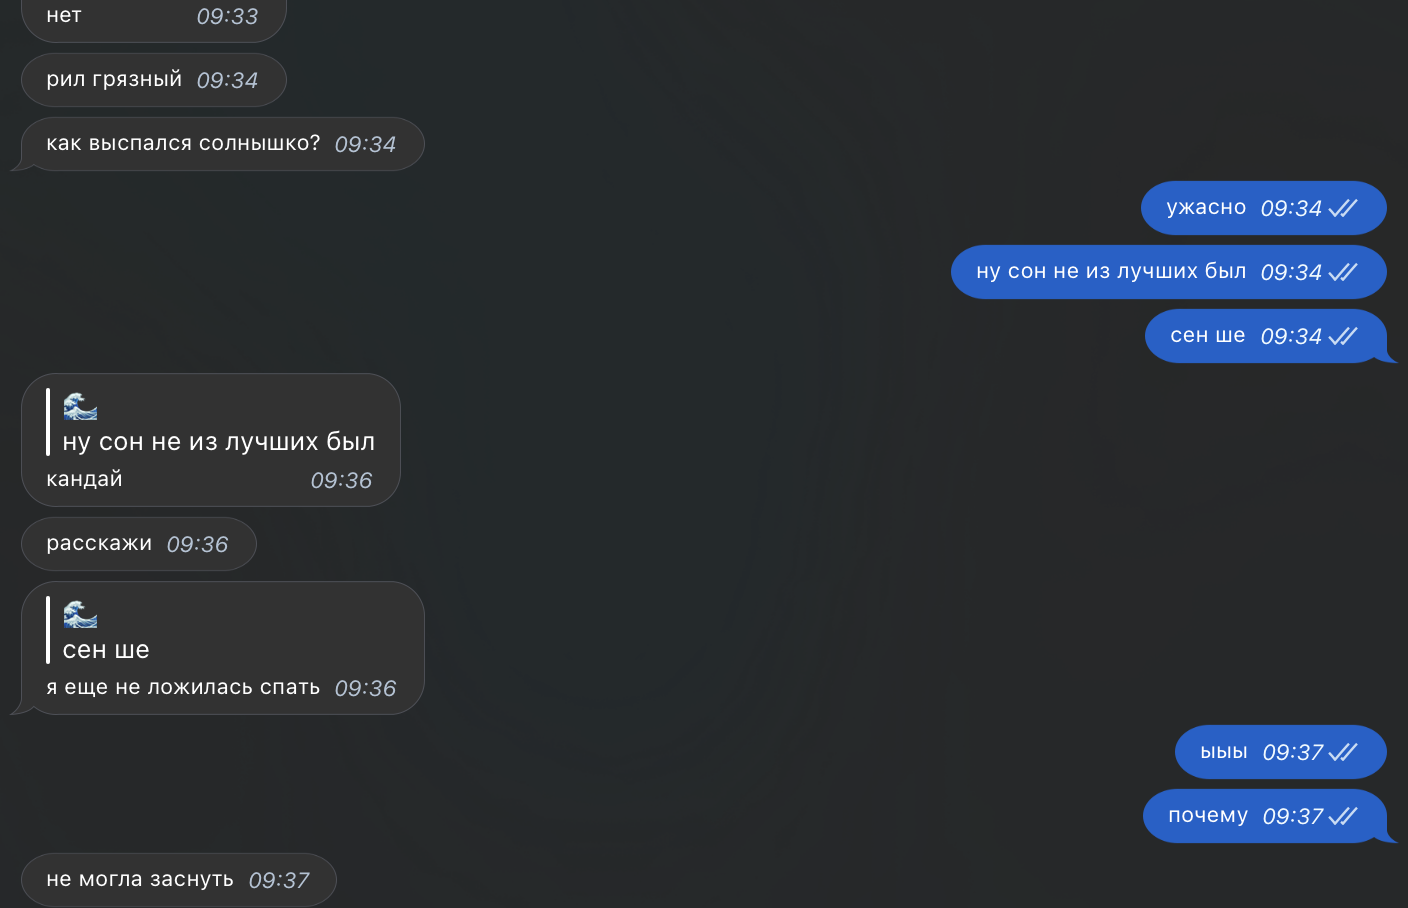 нет 09:33
рил грязный 09:34
как выспался солнышко? 09:34
ужасно 09:34
ну сон не из лучших был 09:34
сен ше 09:34
🌊
ну сон не из лучших был
кандай 09:36
расскажи 09:36
🌊
сен ше
я еще не ложилась спать 09:36
ыыы 09:37
почему 09:37
не могла заснуть 09:37